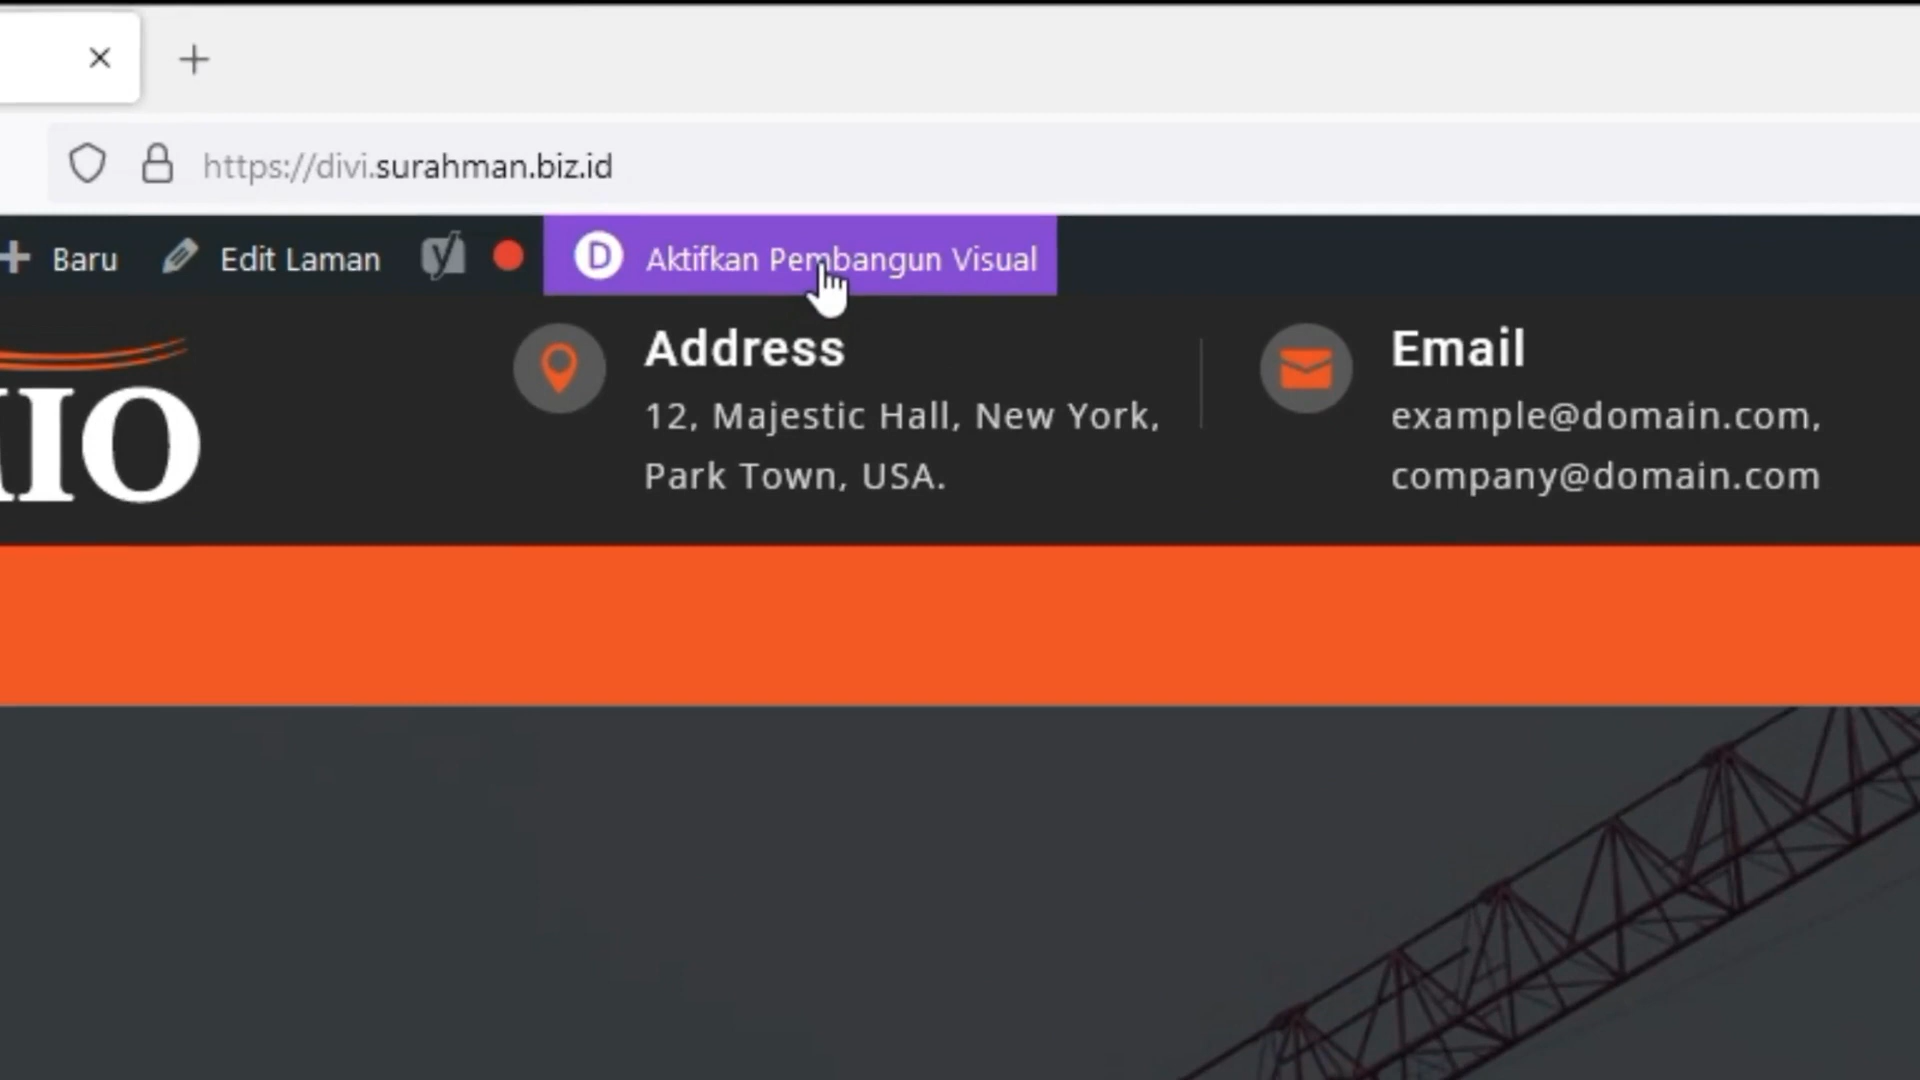 https://divi.surahman.biz.id
Baru Edit Laman Aktifkan Pembangun Visual
Address
12, Majestic Hall, New York,
Park Town, USA.
Email
example@domain.com,
company@domain.com
IO